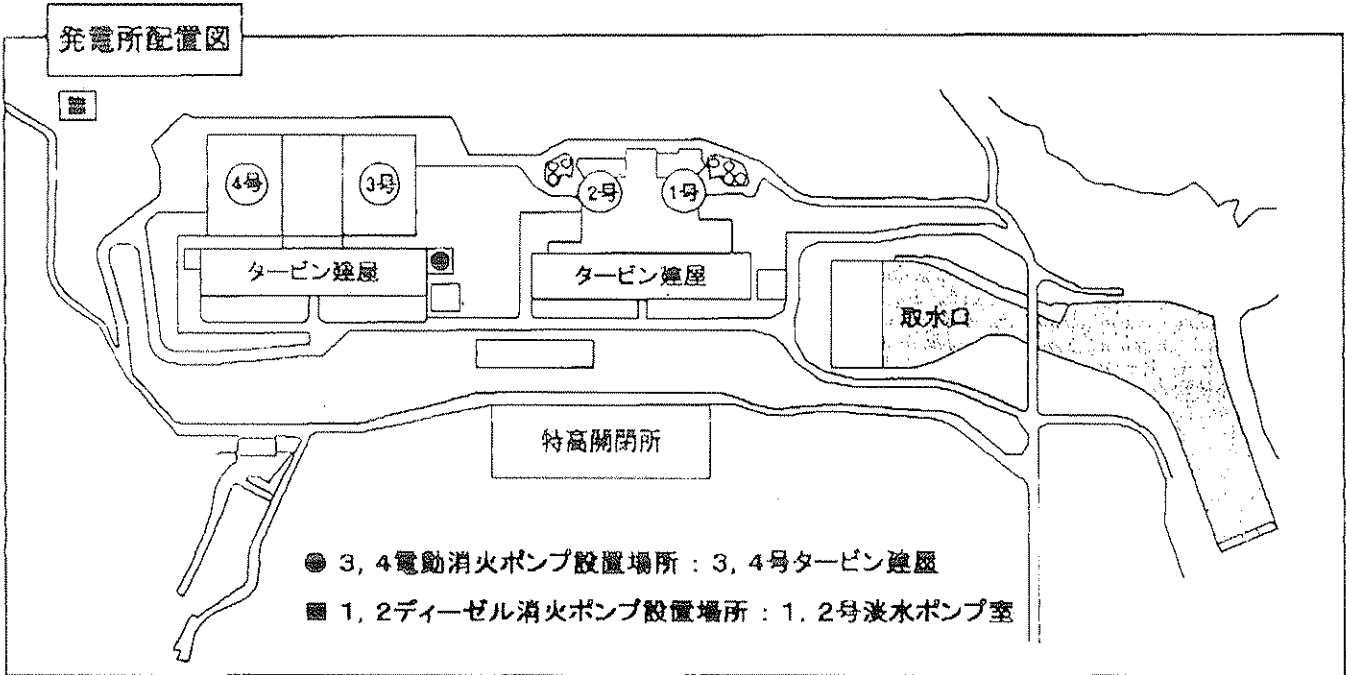 発電所配置図
4号
3号
2号
1号
タービン建屋
タービン建屋
取水口
特高開閉所
● 3, 4電動消火ポンプ設置場所 : 3, 4号タービン建屋
■ 1, 2ディーゼル消火ポンプ設置場所 : 1, 2号淡水ポンプ室